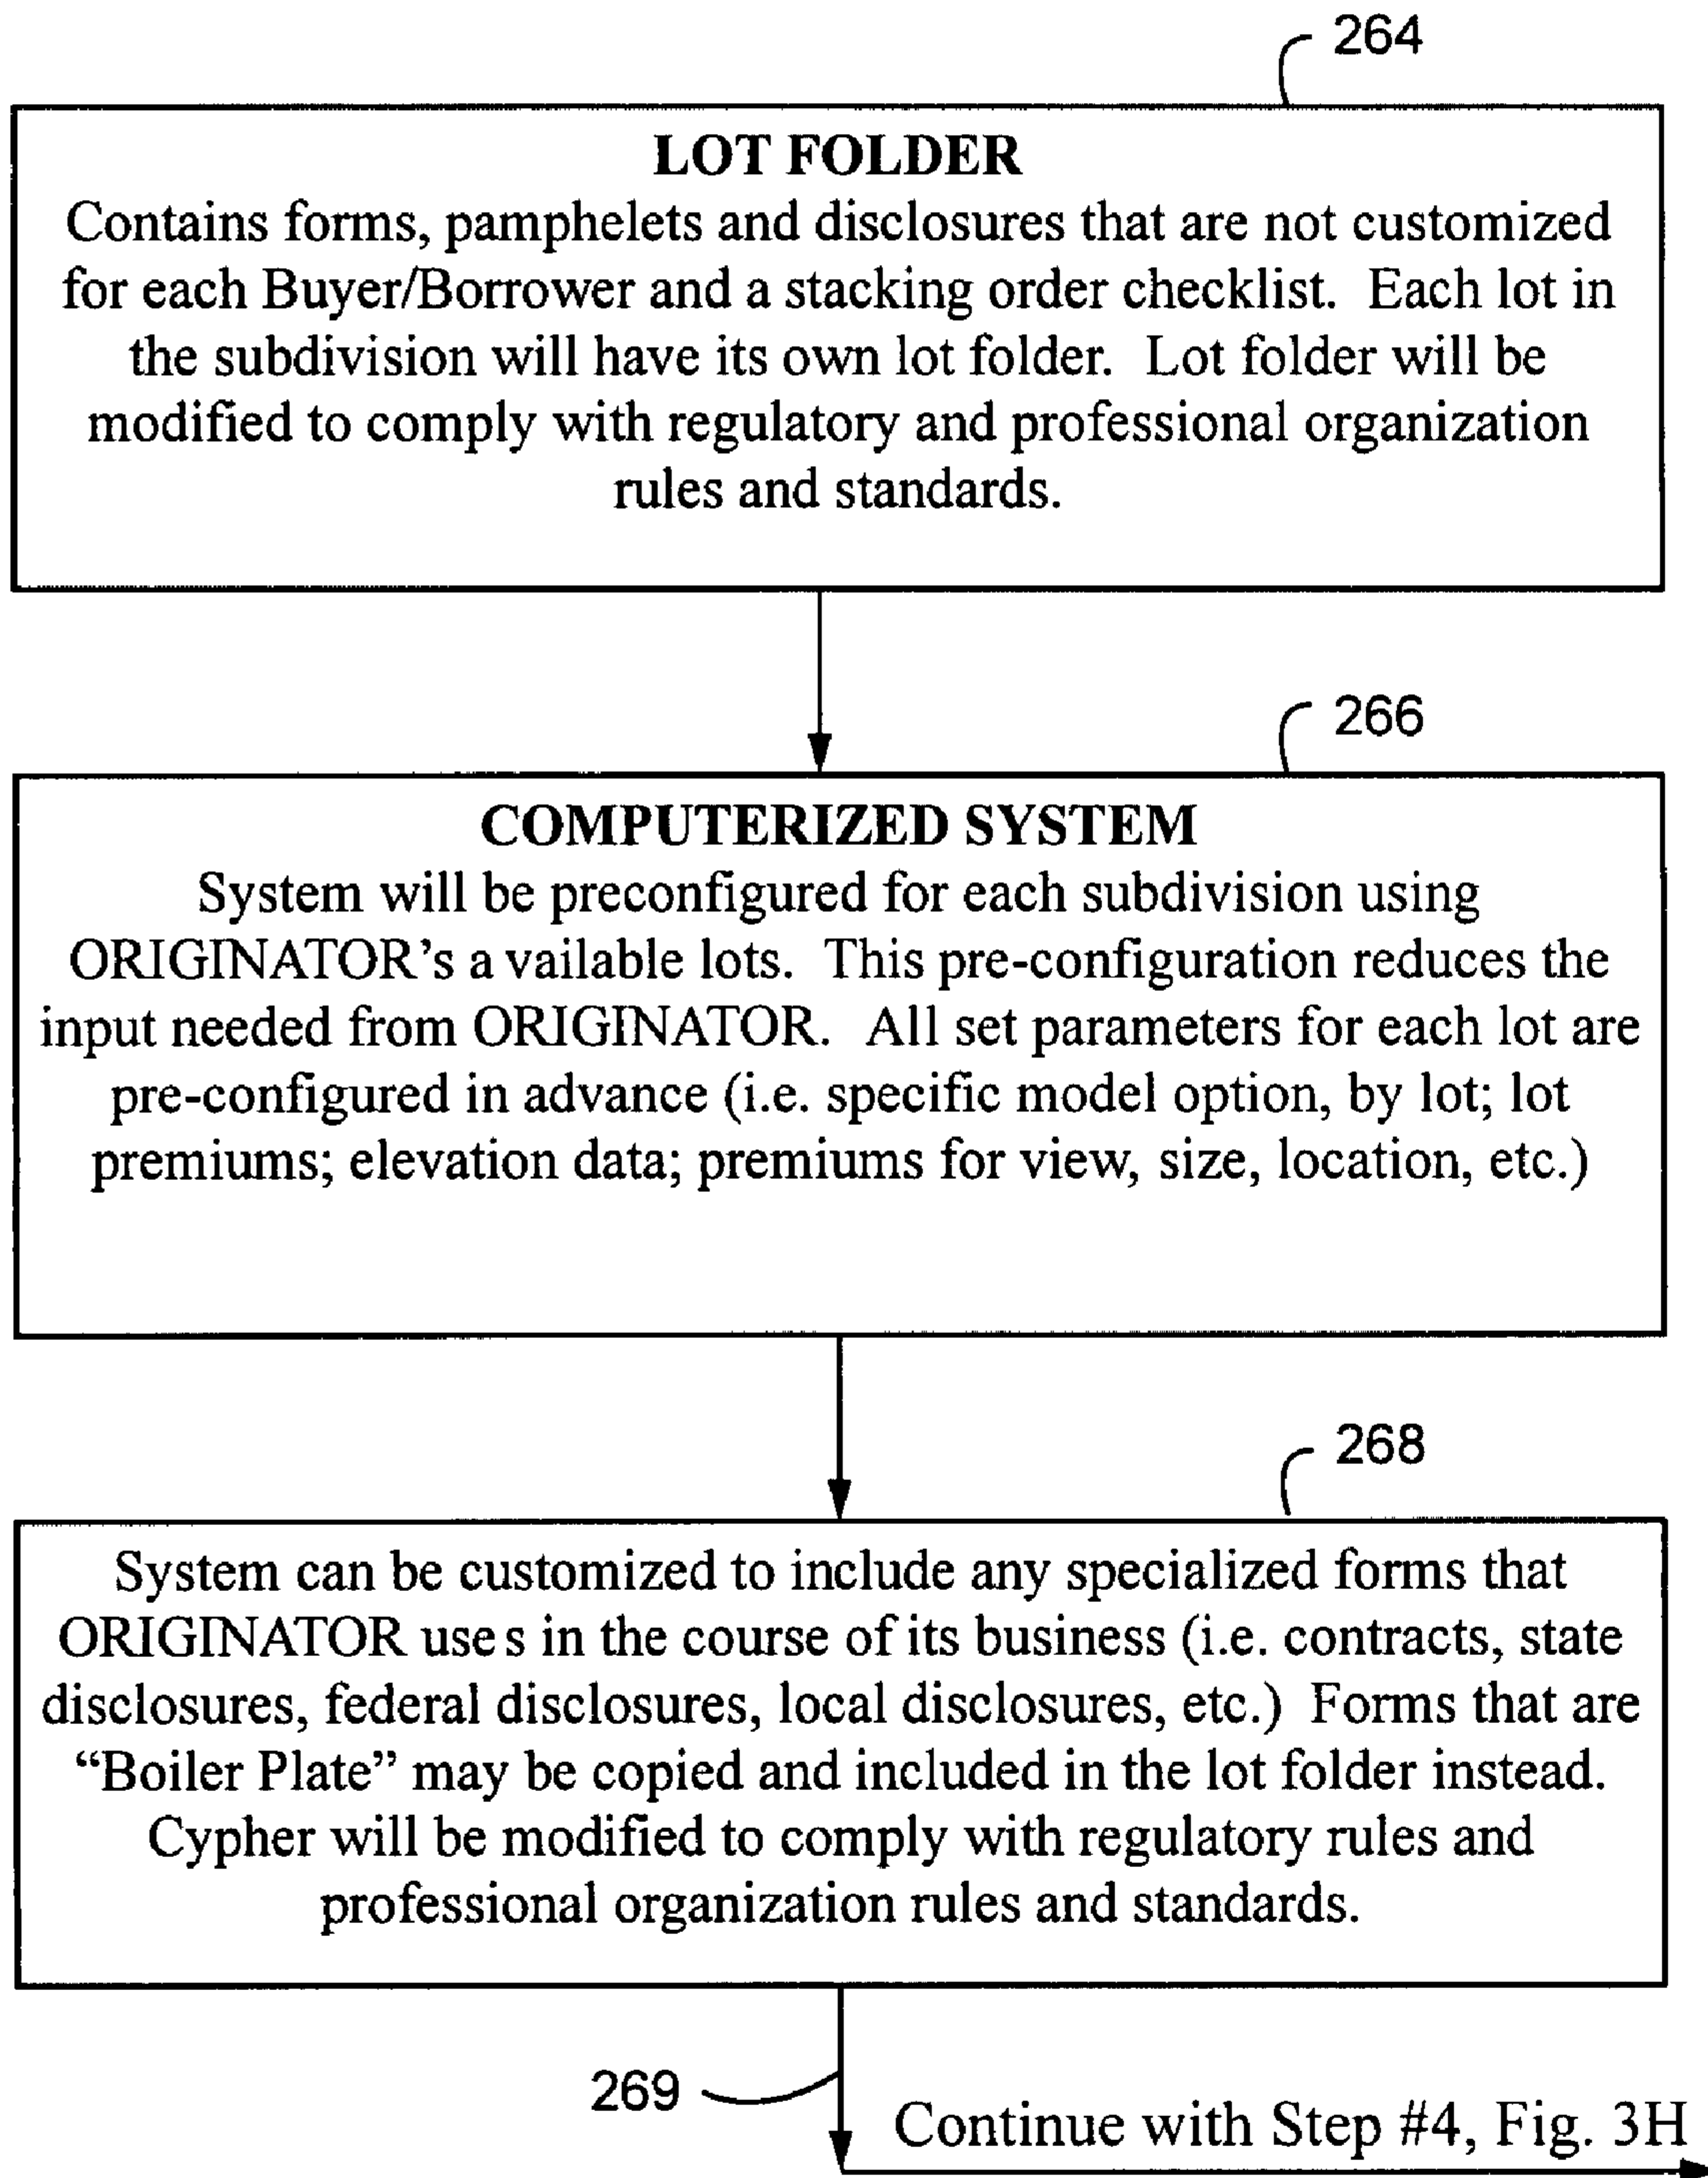 264
LOT FOLDER
Contains forms, pamphelets and disclosures that are not customized
for each Buyer/Borrower and a stacking order checklist. Each lot in
the subdivision will have its own lot folder. Lot folder will be
modified to comply with regulatory and professional organization
rules and standards.
266
COMPUTERIZED SYSTEM
System will be preconfigured for each subdivision using
ORIGINATOR's a vailable lots. This pre-configuration reduces the
input needed from ORIGINATOR. All set parameters for each lot are
pre-configured in advance (i.e. specific model option, by lot; lot
premiums; elevation data; premiums for view, size, location, etc.)
268
System can be customized to include any specialized forms that
ORIGINATOR use s in the course of its business (i.e. contracts, state
disclosures, federal disclosures, local disclosures, etc.) Forms that are
“Boiler Plate” may be copied and included in the lot folder instead.
Cypher will be modified to comply with regulatory rules and
professional organization rules and standards.
269
Continue with Step #4, Fig. 3H